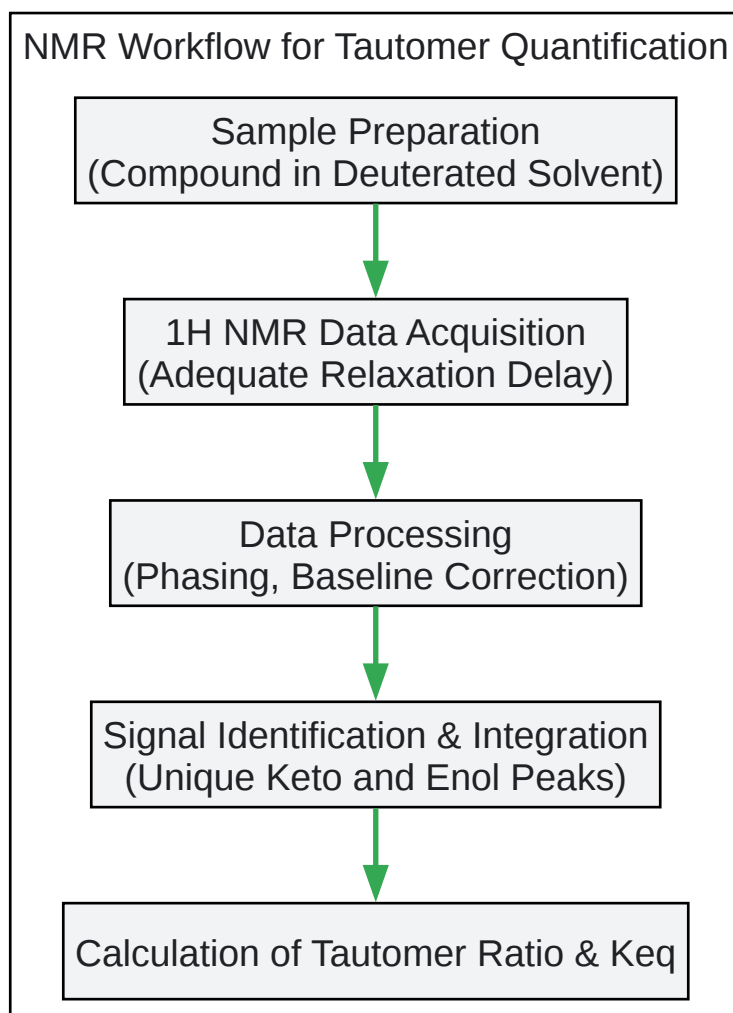 NMR Workflow for Tautomer Quantification
Sample Preparation
(Compound in Deuterated Solvent)
1H NMR Data Acquisition
(Adequate Relaxation Delay)
Data Processing
(Phasing, Baseline Correction)
Signal Identification & Integration
(Unique Keto and Enol Peaks)
Calculation of Tautomer Ratio & Keq